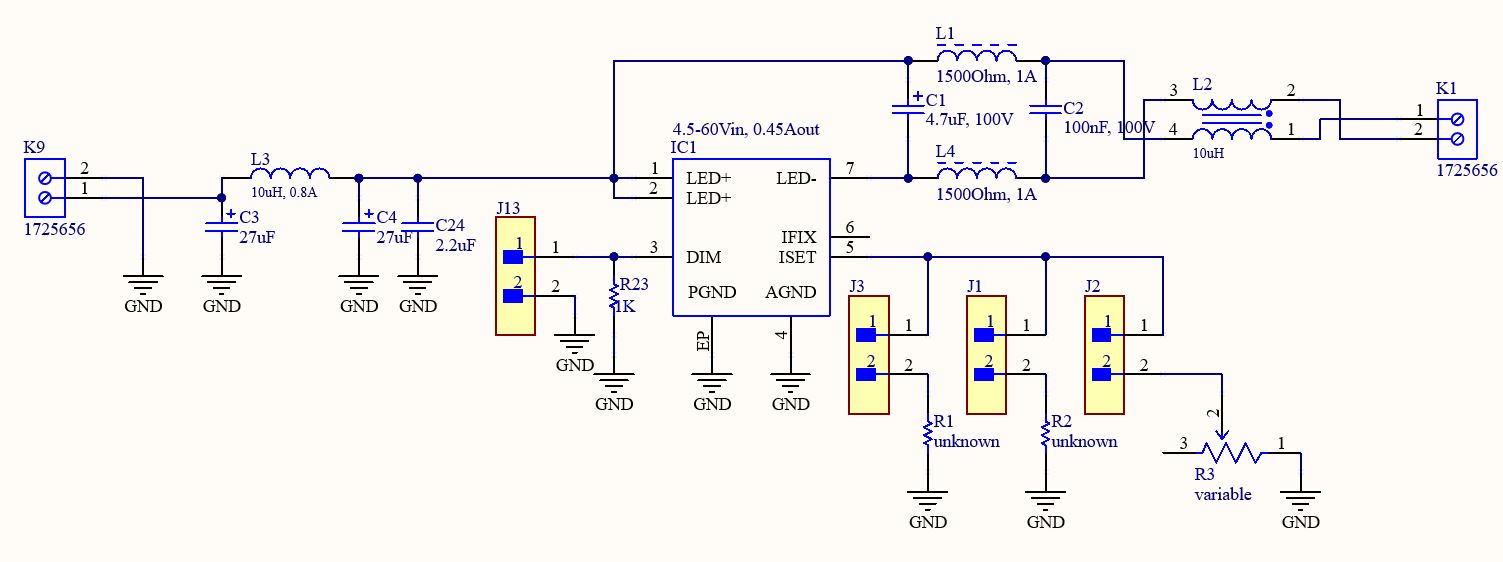 L1
1500Ohm, 1A
C1
4.7uF, 100V
C2
100nF, 100V
L4
1500Ohm, 1A
3
L2
2
4
1
10uH
K1
1
2
1725656
4.5-60Vin, 0.45Aout
IC1
1
LED+
LED-
7
2
LED+
IFIX
6
3
DIM
ISET
5
PGND
AGND
EP
4
GND
GND
K9
2
1
1725656
GND
L3
10uH, 0.8A
C3
27uF
GND
C4
27uF
GND
C24
2.2uF
GND
J13
1
1
2
2
GND
R23
1K
GND
J3
1
1
2
2
R1
unknown
GND
J1
1
1
2
2
R2
unknown
GND
J2
1
1
2
2
2
3
1
R3
variable
GND